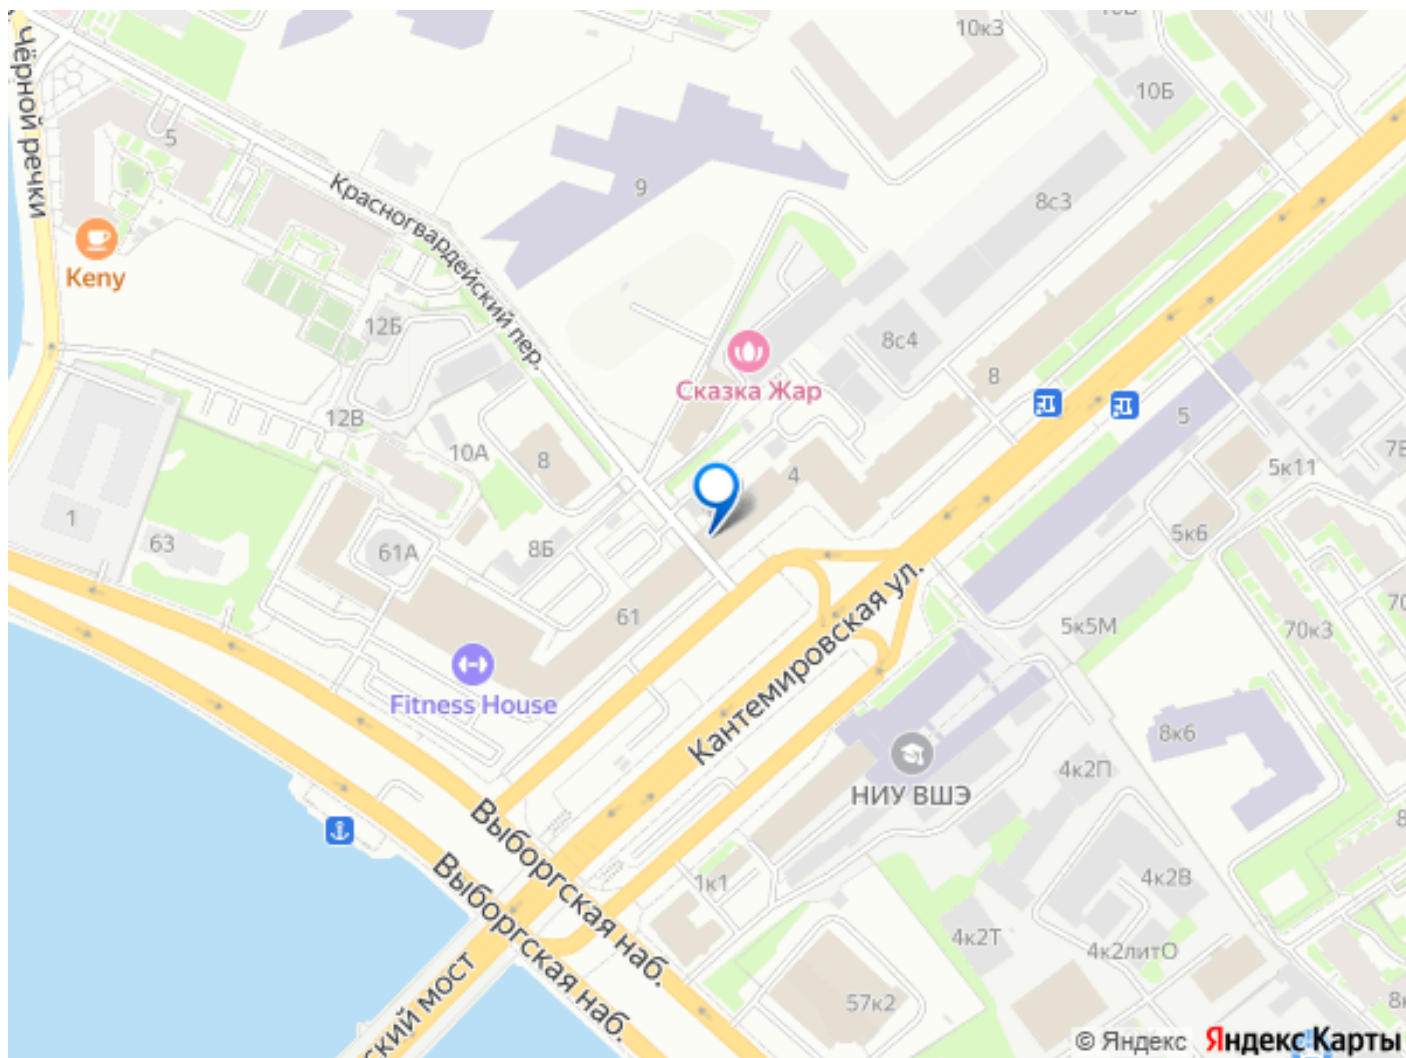 10к3
10Б
Чёрной речки
5
Красногвардейский пер.
9
8с3
Keny
12Б
8с4
8
Сказка Жар
12В
10А
8
4
5
5к11
7Б
1
63
61А
8Б
5к6
61
Кантемировская ул.
5к5М
70к3
70
Fitness House
8к6
НИУ ВШЭ
4к2П
Выборгская наб.
Выборгская наб.
1к1
4к2В
4к2Т
4к2литО
57к2
ский мост
© Яндекс Яндекс Карты